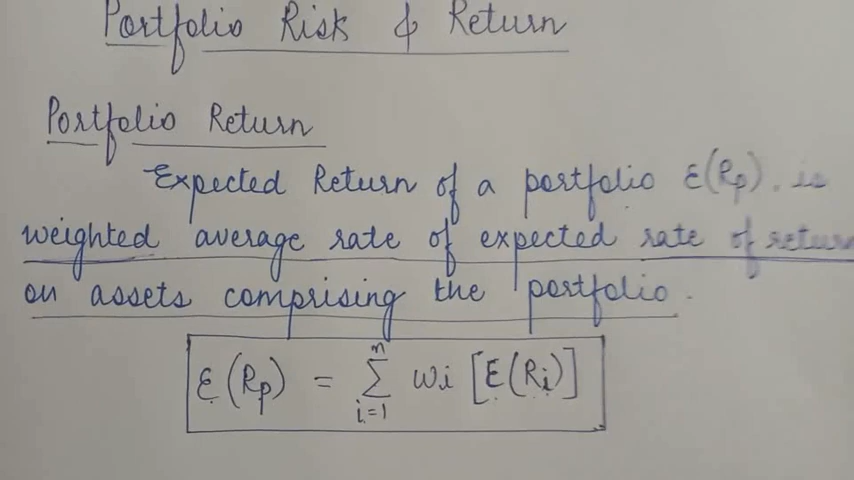 Portfolio Risk & Return
Portfolio Return
Expected Return of a portfolio E(Rp). is
weighted average rate of expected rate of return
on assets comprising the portfolio.
E(Rp) = n∑i=1 wi [E(Ri)]